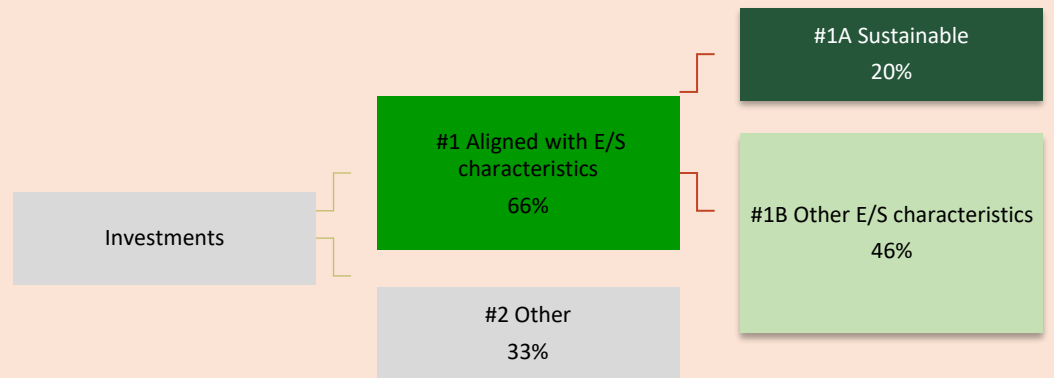 Investments
#1 Aligned with E/S
characteristics
66%
#2 Other
33%
#1A Sustainable
20%
#1B Other E/S characteristics
46%